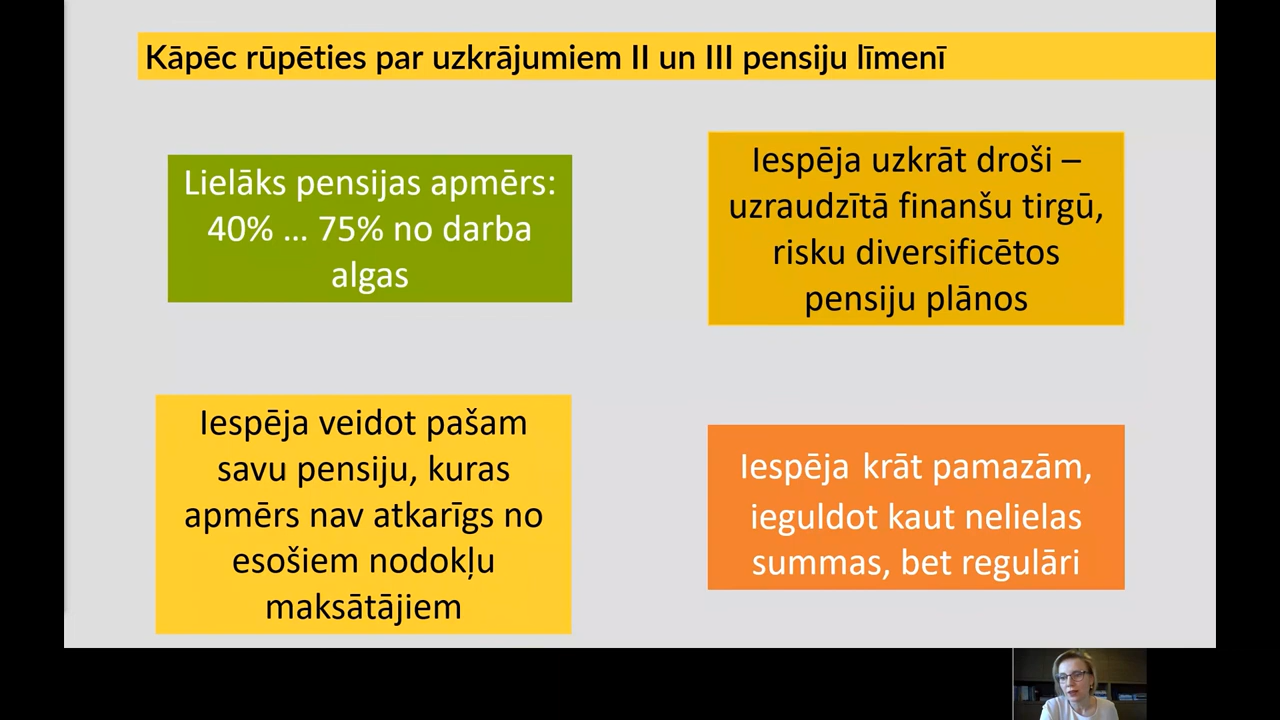 Kāpēc rūpēties par uzkrājumiem II un III pensiju līmenī
Lielāks pensijas apmērs:
40% ... 75% no darba
algas
Iespēja uzkrāt droši –
uzraudzītā finanšu tirgū,
risku diversificētos
pensiju plānos
Iespēja veidot pašam
savu pensiju, kuras
apmērs nav atkarīgs no
esošiem nodokļu
maksātājiem
Iespēja krāt pamazām,
ieguldot kaut nelielas
summas, bet regulāri